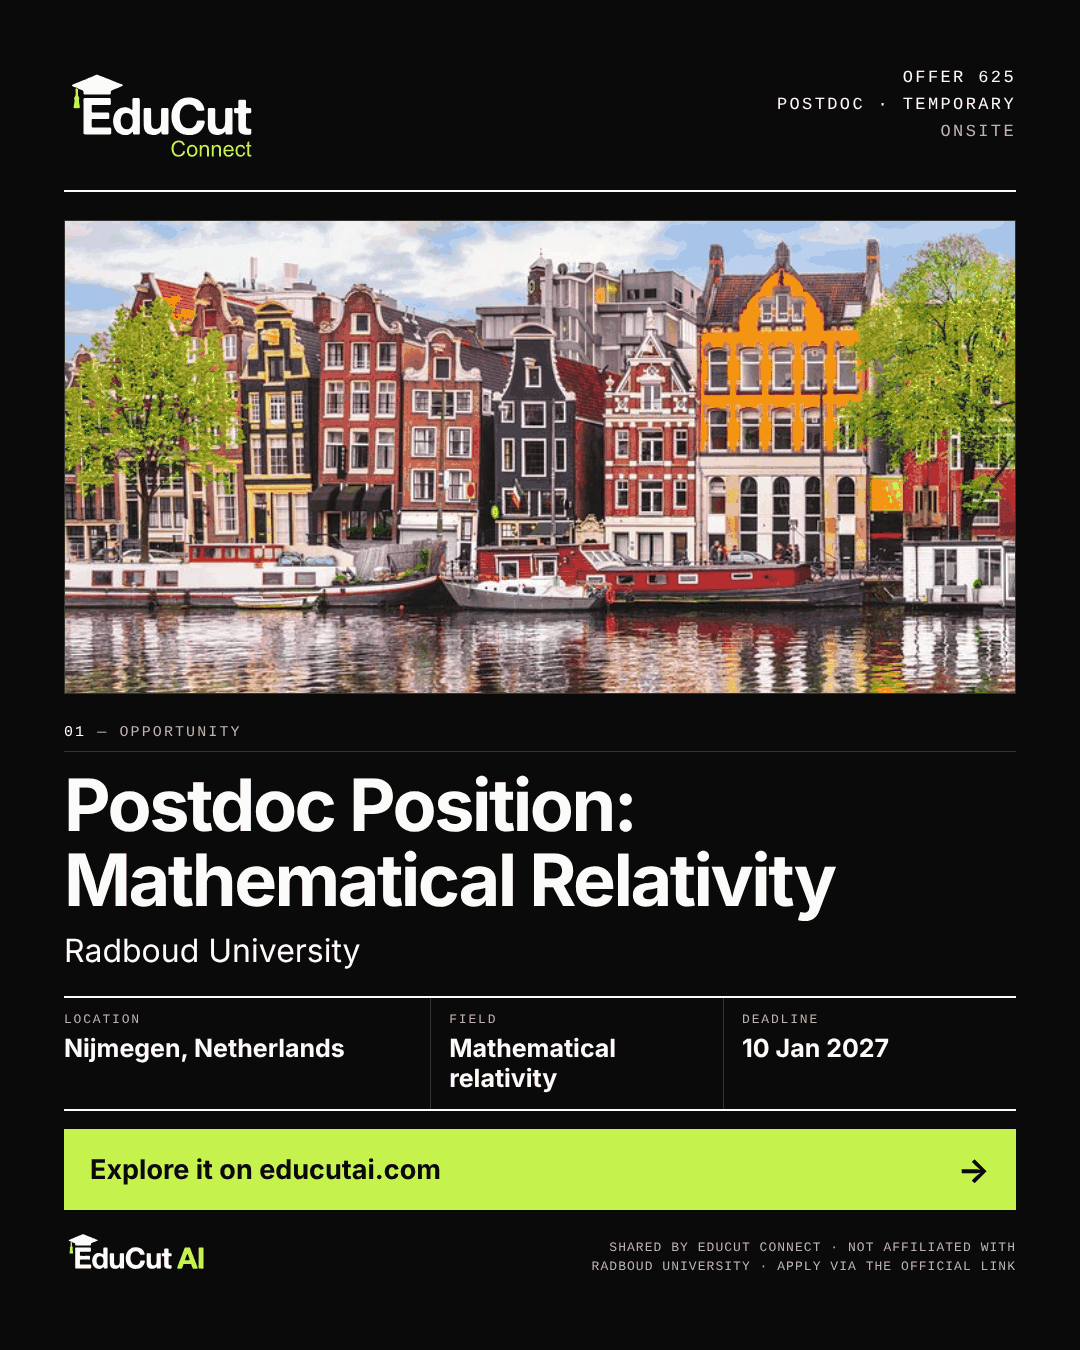 EduCut
Connect
OFFER 625
POSTDOC · TEMPORARY
ONSITE
01 — OPPORTUNITY
Postdoc Position:
Mathematical Relativity
Radboud University
LOCATION
Nijmegen, Netherlands
FIELD
Mathematical
relativity
DEADLINE
10 Jan 2027
Explore it on educutai.com →
EduCut AI
SHARED BY EDUCUT CONNECT · NOT AFFILIATED WITH
RADBOUD UNIVERSITY · APPLY VIA THE OFFICIAL LINK